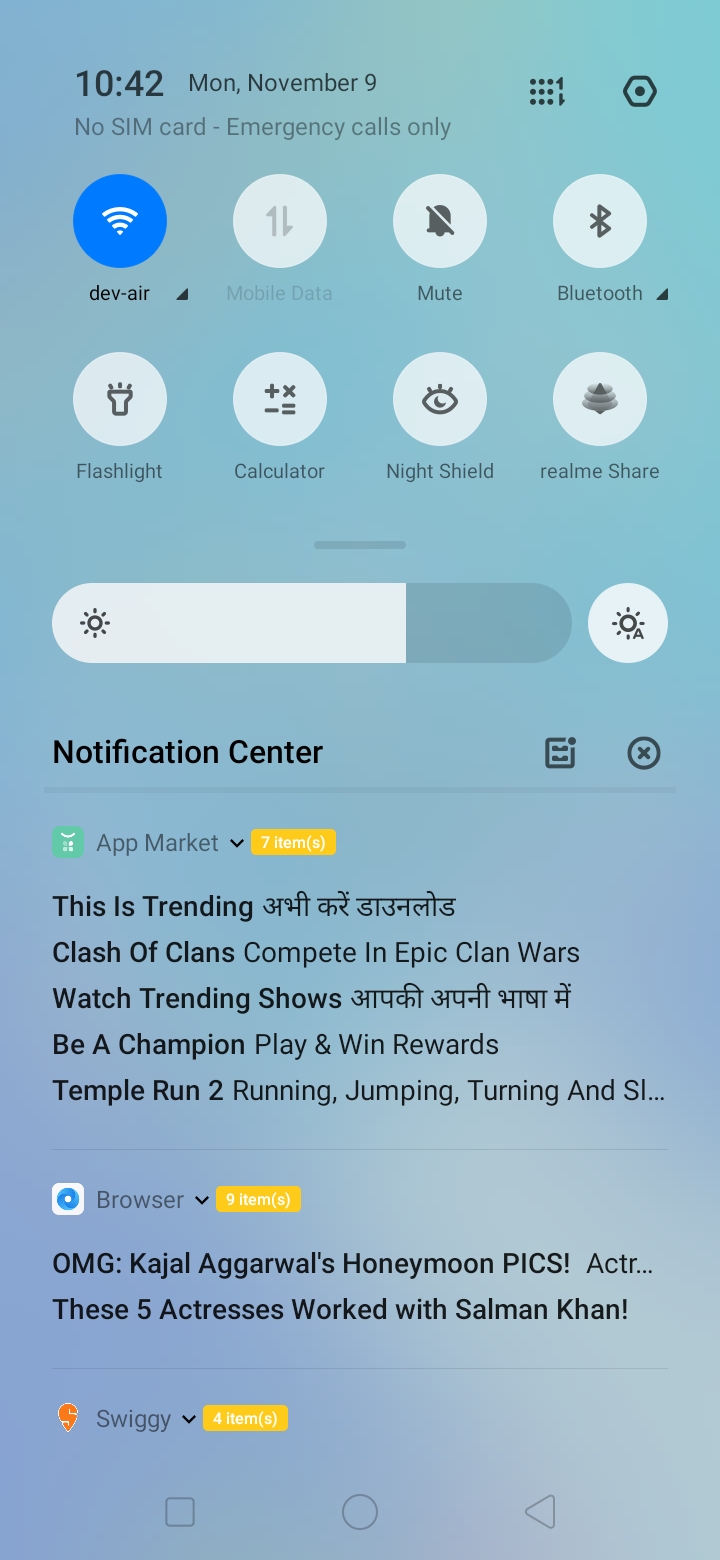 10:42 Mon, November 9
No SIM card - Emergency calls only
dev-air Mobile Data Mute Bluetooth
Flashlight Calculator Night Shield realme Share
Notification Center
App Market 7 item(s)
This Is Trending अभी करें डाउनलोड
Clash Of Clans Compete In Epic Clan Wars
Watch Trending Shows आपकी अपनी भाषा में
Be A Champion Play & Win Rewards
Temple Run 2 Running, Jumping, Turning And Sl...
Browser 9 item(s)
OMG: Kajal Aggarwal's Honeymoon PICS! Actr...
These 5 Actresses Worked with Salman Khan!
Swiggy 4 item(s)